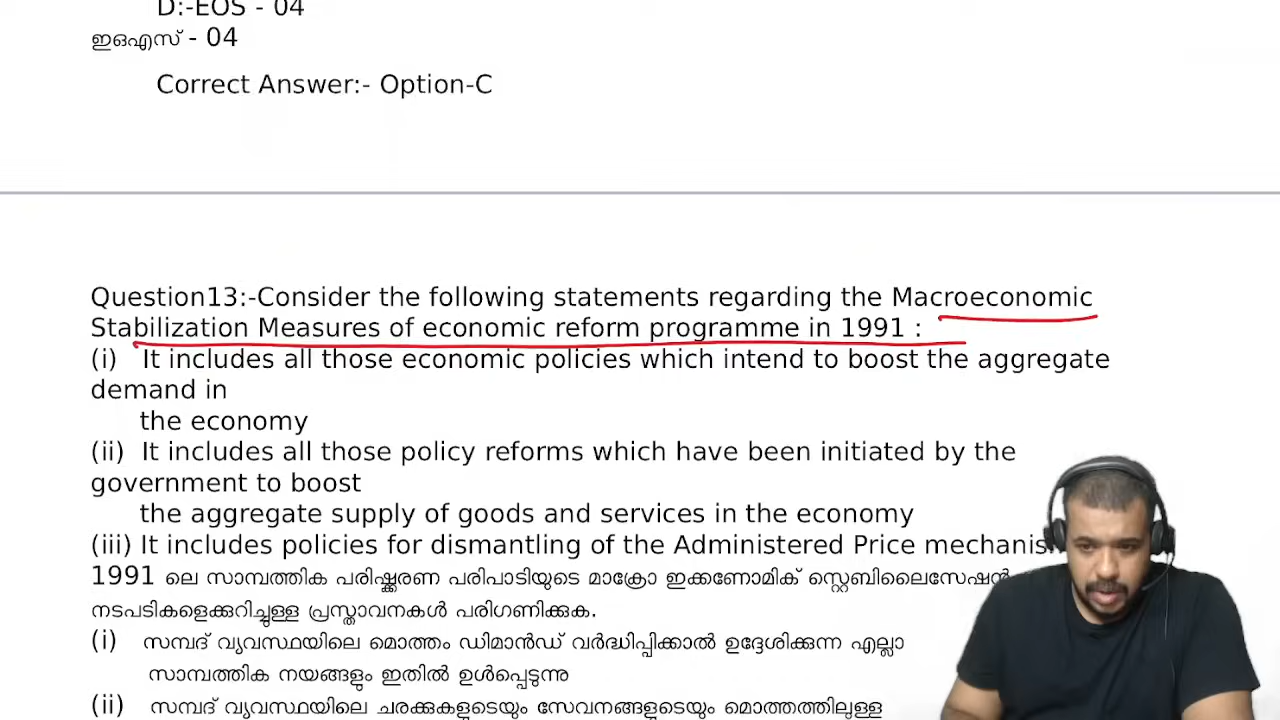 D:-EOS - 04
ഇഒഎസ് - 04
Correct Answer:- Option-C
Question13:-Consider the following statements regarding the Macroeconomic
Stabilization Measures of economic reform programme in 1991 :
(i) It includes all those economic policies which intend to boost the aggregate
demand in
the economy
(ii) It includes all those policy reforms which have been initiated by the
government to boost
the aggregate supply of goods and services in the economy
(iii) It includes policies for dismantling of the Administered Price
1991 ലെ സാമ്പത്തിക പരിഷ്ക്കരണ പരിപാടിയുടെ മാക്രോ ഇക്കണോമിക് സ്റ്റെബിലൈസേഷൻ
നടപടികളെക്കുറിച്ചുള്ള പ്രസ്താവനകൾ പരിഗണിക്കുക.
(i) സമ്പദ് വ്യവസ്ഥയിലെ മൊത്തം ഡിമാൻഡ് വർദ്ധിപ്പിക്കാൽ ഉദ്ദേശിക്കുന്ന എല്ലാ
സാമ്പത്തിക നയങ്ങളും ഇതിൽ ഉൾപ്പെടുന്നു
(ii) സമ്പദ് വ്യവസ്ഥയിലെ ചരക്കുകളുടെയും സേവനങ്ങളുടെയും മൊത്തത്തിലുള്ള